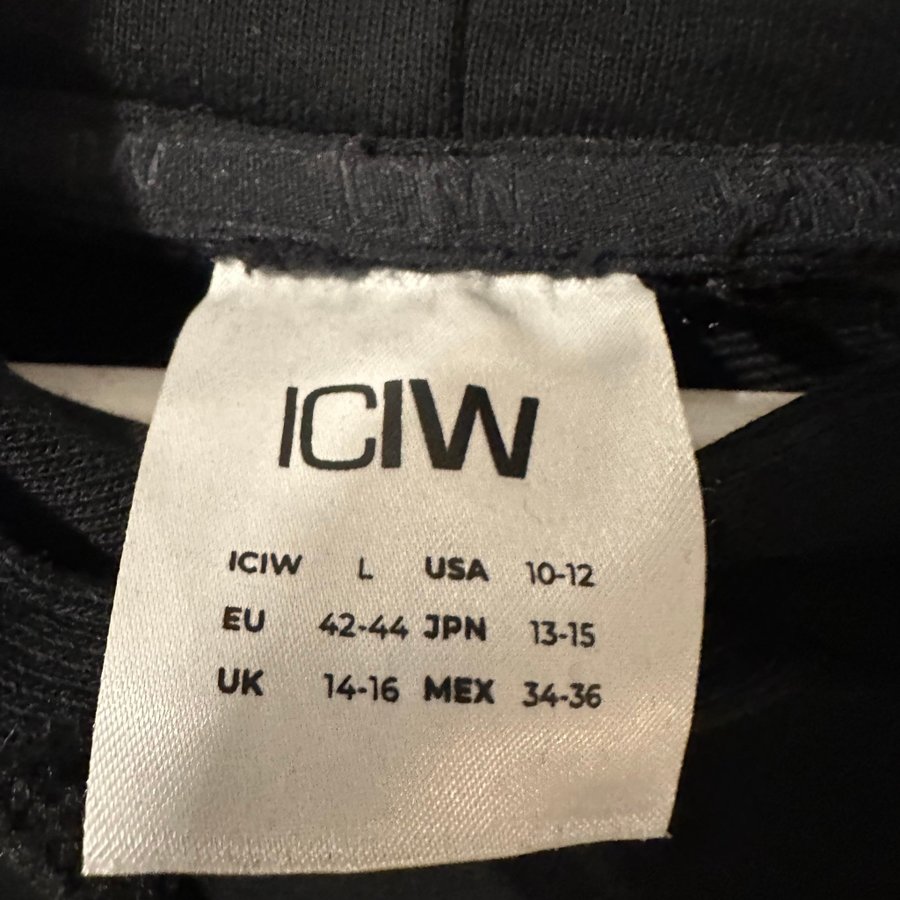 ICIW
ICIW L USA 10-12
EU 42-44 JPN 13-15
UK 14-16 MEX 34-36